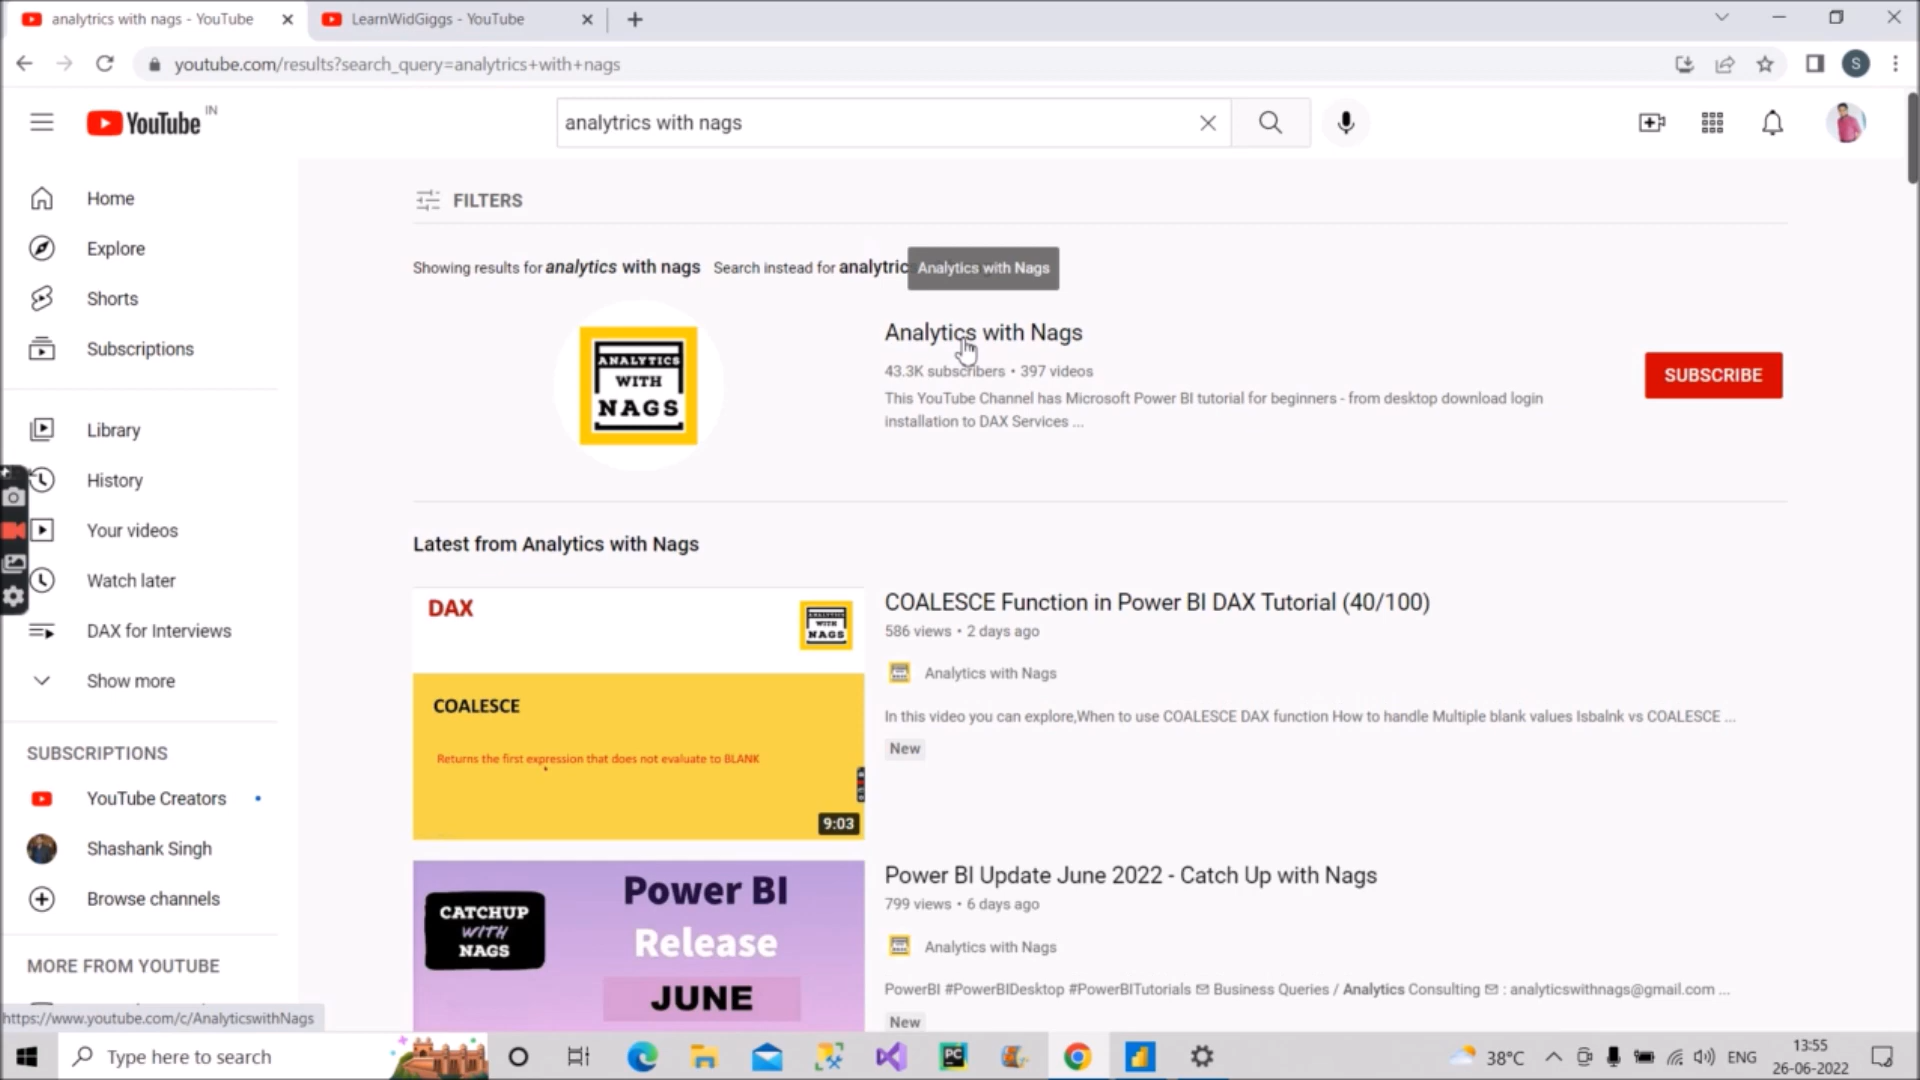 analytrics with nags - YouTube
LearnWidGiggs - YouTube
youtube.com/results?search_query=analytrics+with+nags
S
YouTube IN
analytrics with nags
Home
Explore
Shorts
Subscriptions
Library
History
Your videos
Watch later
DAX for Interviews
Show more
SUBSCRIPTIONS
YouTube Creators
Shashank Singh
Browse channels
MORE FROM YOUTUBE
https://www.youtube.com/c/AnalyticswithNags
FILTERS
Showing results for analytics with nags Search instead for analytric
Analytics with Nags
ANALYTICS
WITH
NAGS
Analytics with Nags
43.3K subscribers • 397 videos
This YouTube Channel has Microsoft Power BI tutorial for beginners - from desktop download login
installation to DAX Services ...
SUBSCRIBE
Latest from Analytics with Nags
DAX
ANALYTICS
WITH
NAGS
COALESCE
Returns the first expression that does not evaluate to BLANK
9:03
COALESCE Function in Power BI DAX Tutorial (40/100)
586 views • 2 days ago
Analytics with Nags
In this video you can explore,When to use COALESCE DAX function How to handle Multiple blank values Isbalnk vs COALESCE ...
New
CATCHUP
WITH
NAGS
Power BI
Release
JUNE
Power BI Update June 2022 - Catch Up with Nags
799 views • 6 days ago
Analytics with Nags
PowerBI #PowerBIDesktop #PowerBITutorials ✉ Business Queries / Analytics Consulting ✉ : analyticswithnags@gmail.com ...
New
Type here to search
PC
38°C
ENG
13:55
26-06-2022